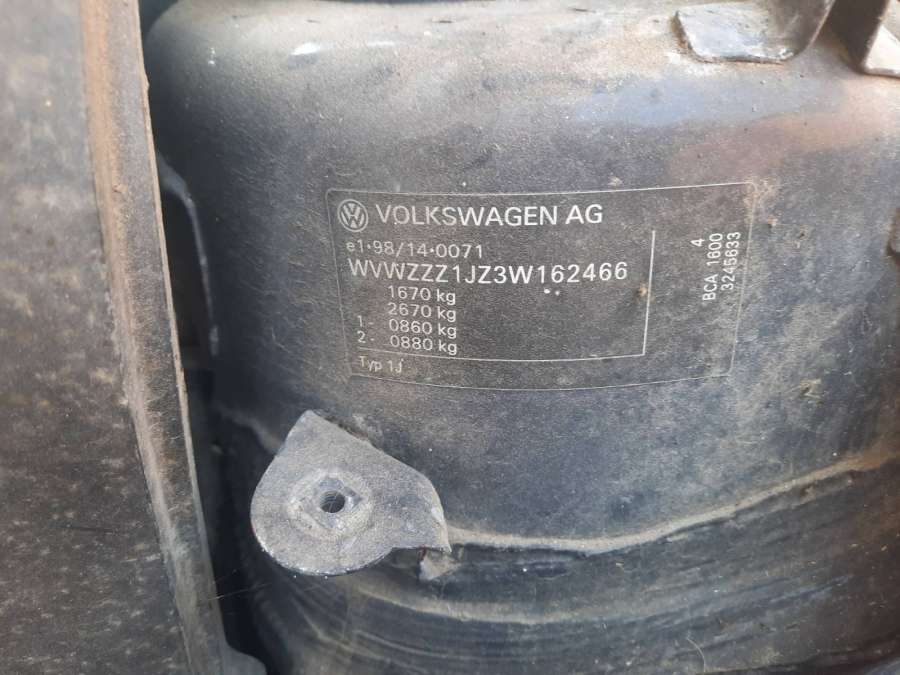 VOLKSWAGEN AG
e1·98/14·0071
WVWZZZ1JZ3W162466
1670 kg
2670 kg
1- 0860 kg
2- 0880 kg
Typ 1J
4
BCA 1600
3245633